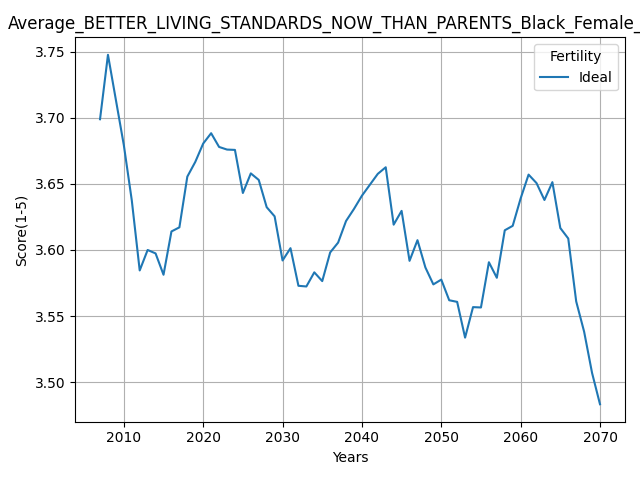 Average_BETTER_LIVING_STANDARDS_NOW_THAN_PARENTS_Black_Female_
Fertility
Ideal
3.75
3.70
3.65
3.60
3.55
3.50
Score(1-5)
2010 2020 2030 2040 2050 2060 2070
Years